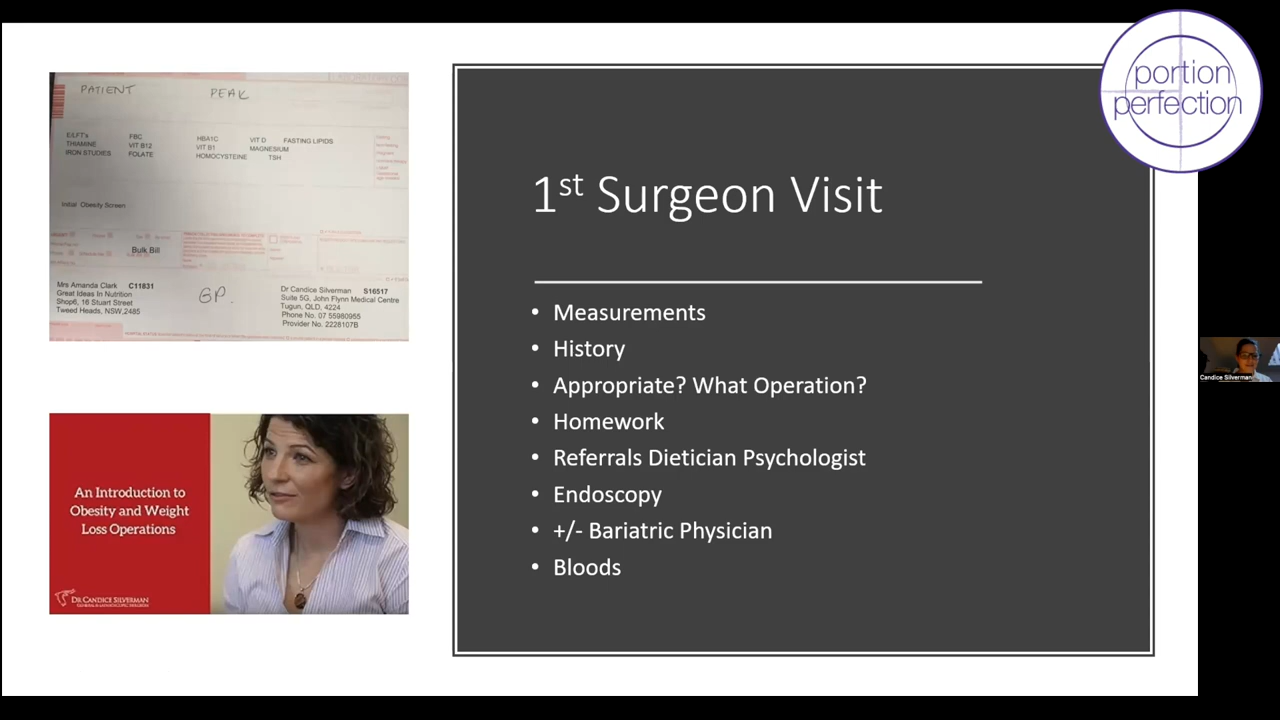 PATIENT PEAK
E/LFT's FBC HBA1C VIT D FASTING LIPIDS
THIAMINE VIT B12 VIT B1 MAGNESIUM
IRON STUDIES FOLATE HOMOCYSTEINE TSH
Initial Obesity Screen
Bulk Bill
Mrs Amanda Clark C11831
Great Ideas In Nutrition
Shop6, 16 Stuart Street
Tweed Heads, NSW,2485
GP.
Dr Candice Silverman S16517
Suite 5G, John Flynn Medical Centre
Tugun, QLD, 4224
Phone No. 07 55980955
Provider No. 2228107B
An Introduction to
Obesity and Weight
Loss Operations
DR CANDICE SILVERMAN
GENERAL & LAPAROSCOPIC SURGEON
1st Surgeon Visit
• Measurements
• History
• Appropriate? What Operation?
• Homework
• Referrals Dietician Psychologist
• Endoscopy
• +/- Bariatric Physician
• Bloods
portion
perfection
Candice Silverman